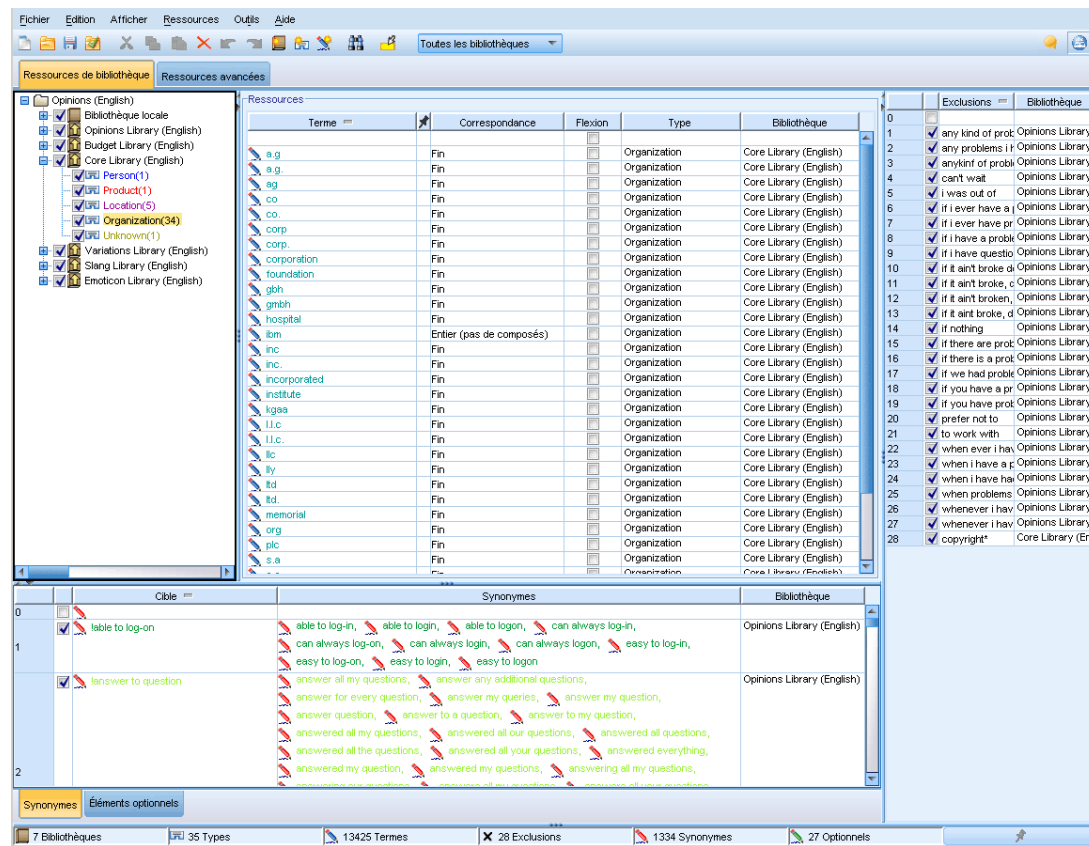 Fichier Edition Afficher Ressources Outils Aide
Toutes les bibliothèques
Ressources de bibliothèque Ressources avancées
Opinions (English)
Bibliothèque locale
Opinions Library (English)
Budget Library (English)
Core Library (English)
Person(1)
Product(1)
Location(5)
Organization(34)
Unknown(1)
Variations Library (English)
Slang Library (English)
Emoticon Library (English)
Ressources
Terme Correspondance Flexion Type Bibliothèque
a.g Fin Organization Core Library (English)
a.g. Fin Organization Core Library (English)
ag Fin Organization Core Library (English)
co Fin Organization Core Library (English)
co. Fin Organization Core Library (English)
corp Fin Organization Core Library (English)
corp. Fin Organization Core Library (English)
corporation Fin Organization Core Library (English)
foundation Fin Organization Core Library (English)
gbh Fin Organization Core Library (English)
gmbh Fin Organization Core Library (English)
hospital Fin Organization Core Library (English)
ibm Entier (pas de composés) Organization Core Library (English)
inc Fin Organization Core Library (English)
inc. Fin Organization Core Library (English)
incorporated Fin Organization Core Library (English)
institute Fin Organization Core Library (English)
kgaa Fin Organization Core Library (English)
l.l.c Fin Organization Core Library (English)
l.l.c. Fin Organization Core Library (English)
llc Fin Organization Core Library (English)
lly Fin Organization Core Library (English)
ltd Fin Organization Core Library (English)
ltd. Fin Organization Core Library (English)
memorial Fin Organization Core Library (English)
org Fin Organization Core Library (English)
plc Fin Organization Core Library (English)
s.a Fin Organization Core Library (English)
Exclusions Bibliothèque
0
1 any kind of prob Opinions Library
2 any problems i h Opinions Library
3 anykinf of proble Opinions Library
4 can't wait Opinions Library
5 i was out of Opinions Library
6 if i ever have a Opinions Library
7 if i ever have pr Opinions Library
8 if i have a proble Opinions Library
9 if i have questio Opinions Library
10 if it ain't broke d Opinions Library
11 if it ain't broke, Opinions Library
12 if it ain't broken, Opinions Library
13 if it aint broke, d Opinions Library
14 if nothing Opinions Library
15 if there are prob Opinions Library
16 if there is a prob Opinions Library
17 if we had proble Opinions Library
18 if you have a pr Opinions Library
19 if you have prob Opinions Library
20 prefer not to Opinions Library
21 to work with Opinions Library
22 when ever i hav Opinions Library
23 when i have a p Opinions Library
24 when i have ha Opinions Library
25 when problems Opinions Library
26 whenever i hav Opinions Library
27 whenever i hav Opinions Library
28 copyright* Core Library (En
Cible Synonymes Bibliothèque
0
1 !able to log-on able to log-in, able to login, able to logon, can always log-in, Opinions Library (English)
can always log-on, can always login, can always logon, easy to log-in,
easy to log-on, easy to login, easy to logon
2 !answer to question answer all my questions, answer any additional questions, Opinions Library (English)
answer for every question, answer my queries, answer my question,
answer question, answer to a question, answer to my question,
answered all my questions, answered all our questions, answered all questions,
answered all the questions, answered all your questions, answered everything,
answered my question, answered my questions, answering all my questions,
Synonymes Éléments optionnels
7 Bibliothèques 35 Types 13425 Termes 28 Exclusions 1334 Synonymes 27 Optionnels